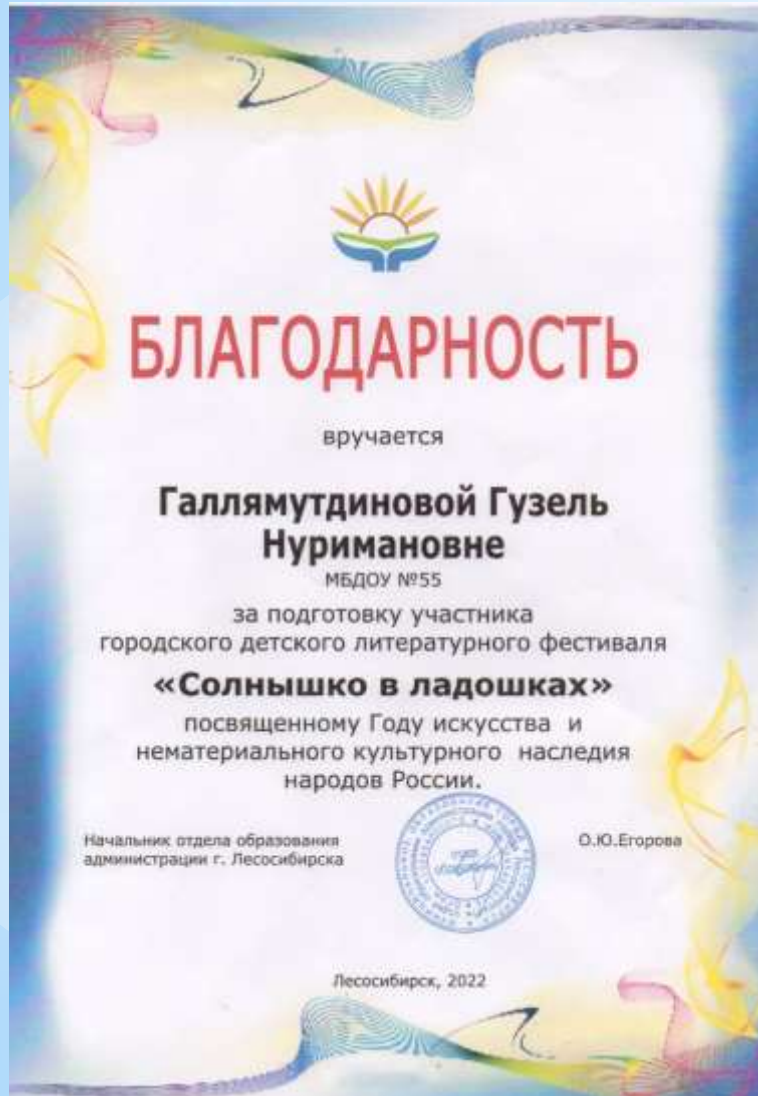 БЛАГОДАРНОСТЬ
вручается
Галлямутдиновой Гузель
Нуримановне
МБДОУ №55
за подготовку участника
городского детского литературного фестиваля
«Солнышко в ладошках»
посвященному Году искусства и
нематериального культурного наследия
народов России.
Начальник отдела образования
администрации г. Лесосибирска
О.Ю.Егорова
Лесосибирск, 2022